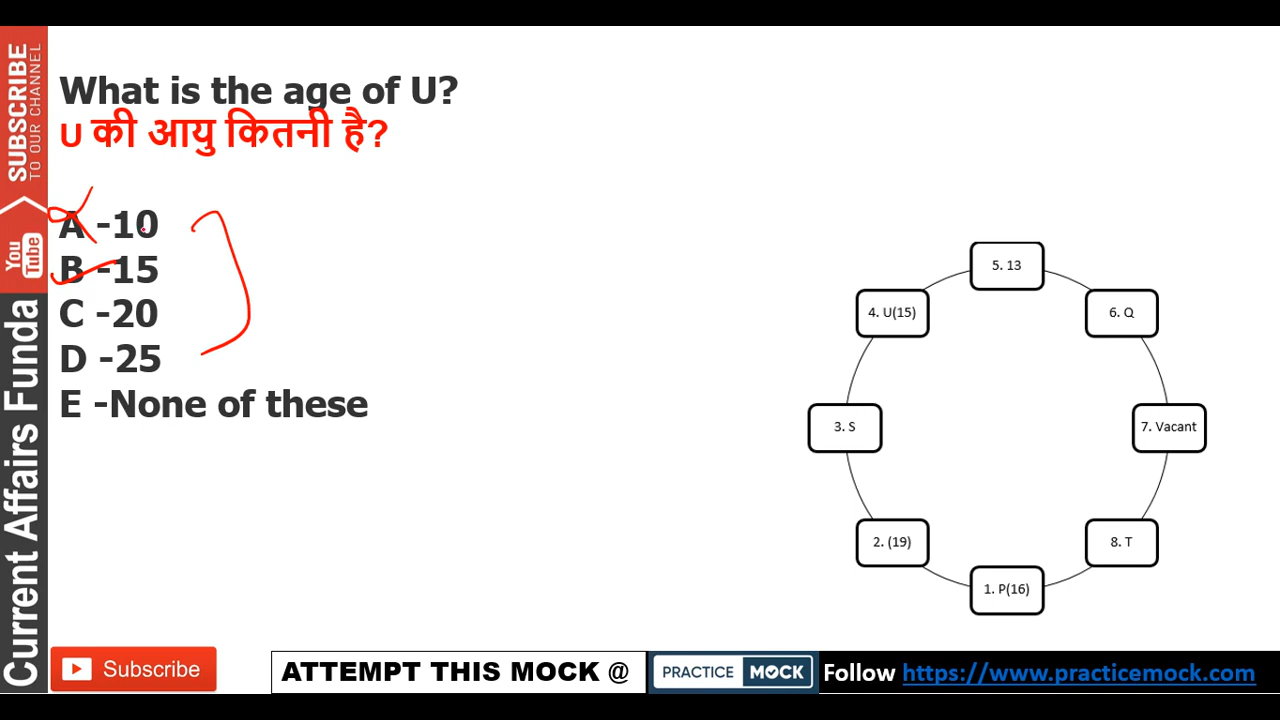 SUBSCRIBE
TO OUR CHANNEL
You
Tube
Current Affairs Funda
What is the age of U?
U की आयु कितनी है?
A -10
B -15
C -20
D -25
E -None of these
5. 13
4. U(15)
6. Q
3. S
7. Vacant
2. (19)
8. T
1. P(16)
Subscribe
ATTEMPT THIS MOCK @
PRACTICE MOCK
Follow https://www.practicemock.com